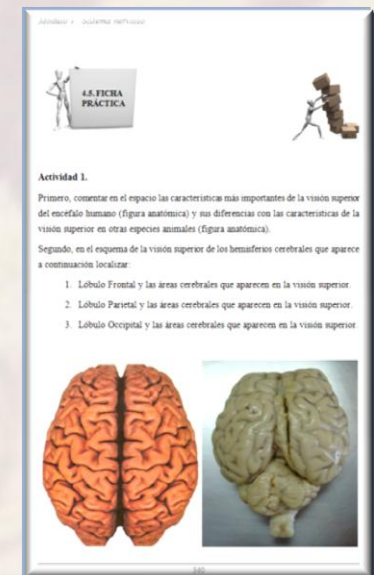 4.5. FICHA
PRÁCTICA
Actividad 1.
Primero, comentar en el espacio las características más importantes de la visión superior
del encéfalo humano (figura anatómica) y sus diferencias con las características de la
visión superior en otras especies animales (figura anatómica).
Segundo, en el esquema de la visión superior de los hemisferios cerebrales que aparece
a continuación localizar:
1. Lóbulo Frontal y las áreas cerebrales que aparecen en la visión superior.
2. Lóbulo Parietal y las áreas cerebrales que aparecen en la visión superior.
3. Lóbulo Occipital y las áreas cerebrales que aparecen en la visión superior.